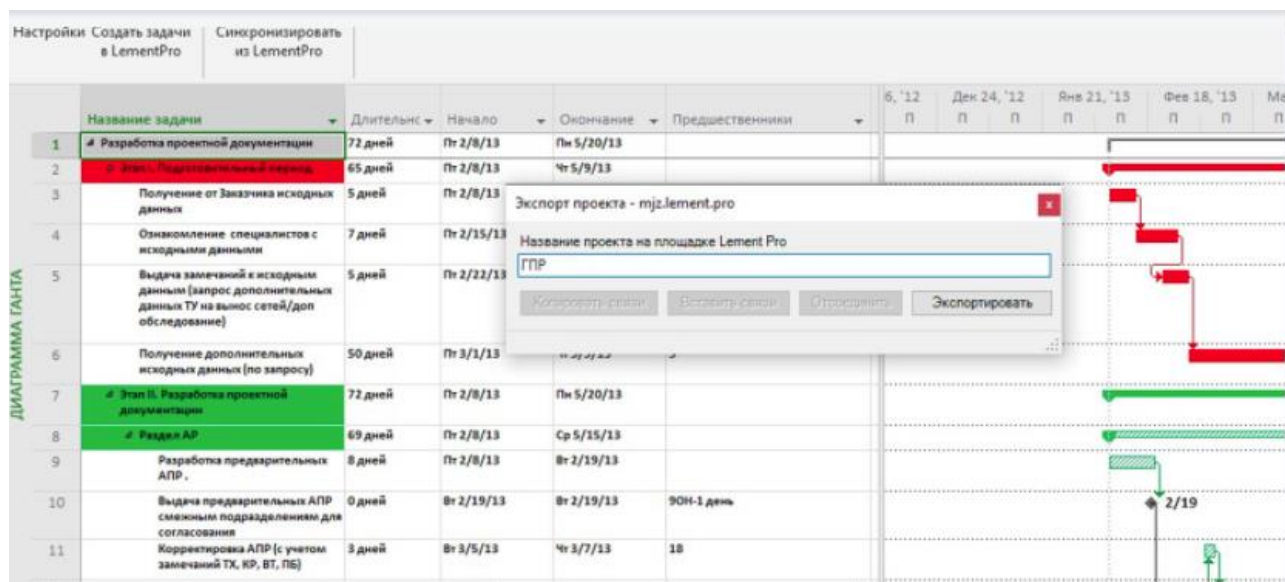 Настройки Создать задачи Синхронизировать
в LementPro из LementPro
6, '12 Дек 24, '12 Янв 21, '13 Фев 18, '13 Ма
Название задачи Длительнс Начало Окончание Предшественники П П П П П П П
1 Разработка проектной документации 72 дней Пт 2/8/13 Пн 5/20/13
2 Этап I. Подготовительный период 65 дней Пт 2/8/13 Чт 5/9/13
3 Получение от Заказчика исходных 5 дней Пт 2/8/13
данных
Экспорт проекта - mjz.lement.pro x
4 Ознакомление специалистов с 7 дней Пт 2/15/13
исходными данными
Название проекта на площадке Lement Pro
ГПР
5 Выдача замечаний к исходным 5 дней Пт 2/22/13
данным (запрос дополнительных
данных ТУ на вынос сетей/доп
обследование)
Копировать связи Вставить связи Отсоединить Экспортировать
6 Получение дополнительных 50 дней Пт 3/1/13
исходных данных (по запросу)
ДИАГРАММА ГАНТА
7 Этап II. Разработка проектной 72 дней Пт 2/8/13 Пн 5/20/13
документации
8 Раздел АР 69 дней Пт 2/8/13 Ср 5/15/13
9 Разработка предварительных 8 дней Пт 2/8/13 Вт 2/19/13
АПР .
10 Выдача предварительных АПР 0 дней Вт 2/19/13 Вт 2/19/13 9ОН-1 день 2/19
смежным подразделениям для
согласования
11 Корректировка АПР (с учетом 3 дней Вт 3/5/13 Чт 3/7/13 18
замечаний ТХ, КР, ВТ, ПБ)